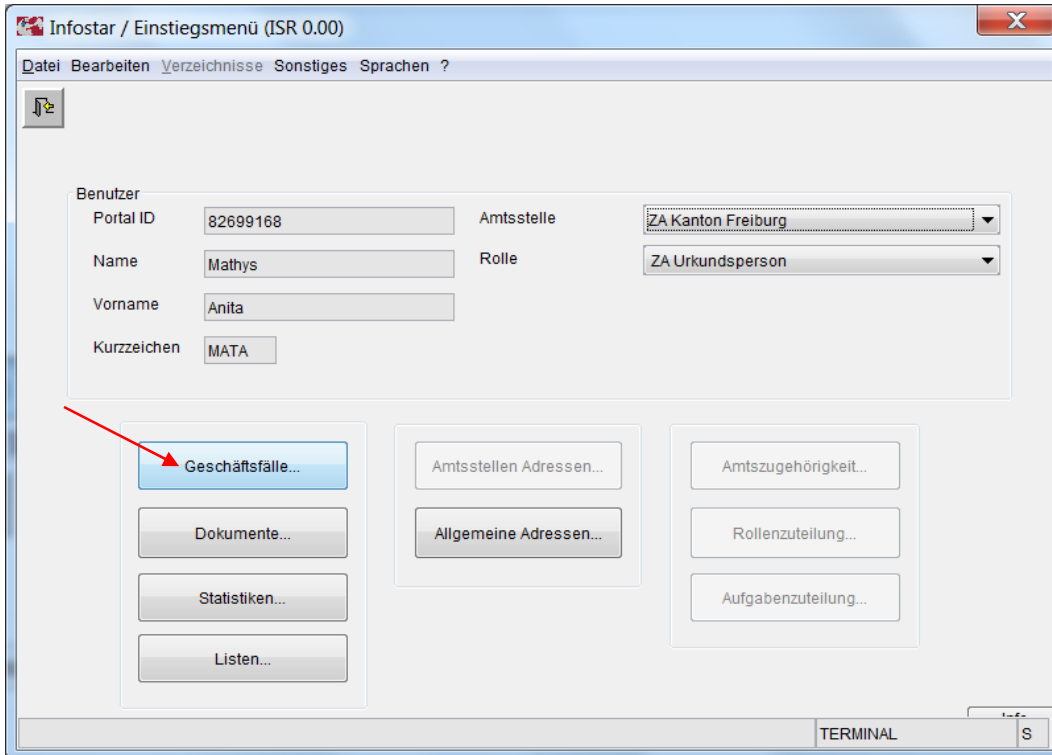 Infostar / Einstiegsmenü (ISR 0.00)
Datei Bearbeiten Verzeichnisse Sonstiges Sprachen ?
Benutzer
Portal ID 82699168 Amtsstelle ZA Kanton Freiburg
Name Mathys Rolle ZA Urkundsperson
Vorname Anita
Kurzzeichen MATA
Geschäftsfälle... Amtsstellen Adressen... Amtszugehörigkeit...
Dokumente... Allgemeine Adressen... Rollenzuteilung...
Statistiken... Aufgabenzuteilung...
Listen...
TERMINAL S